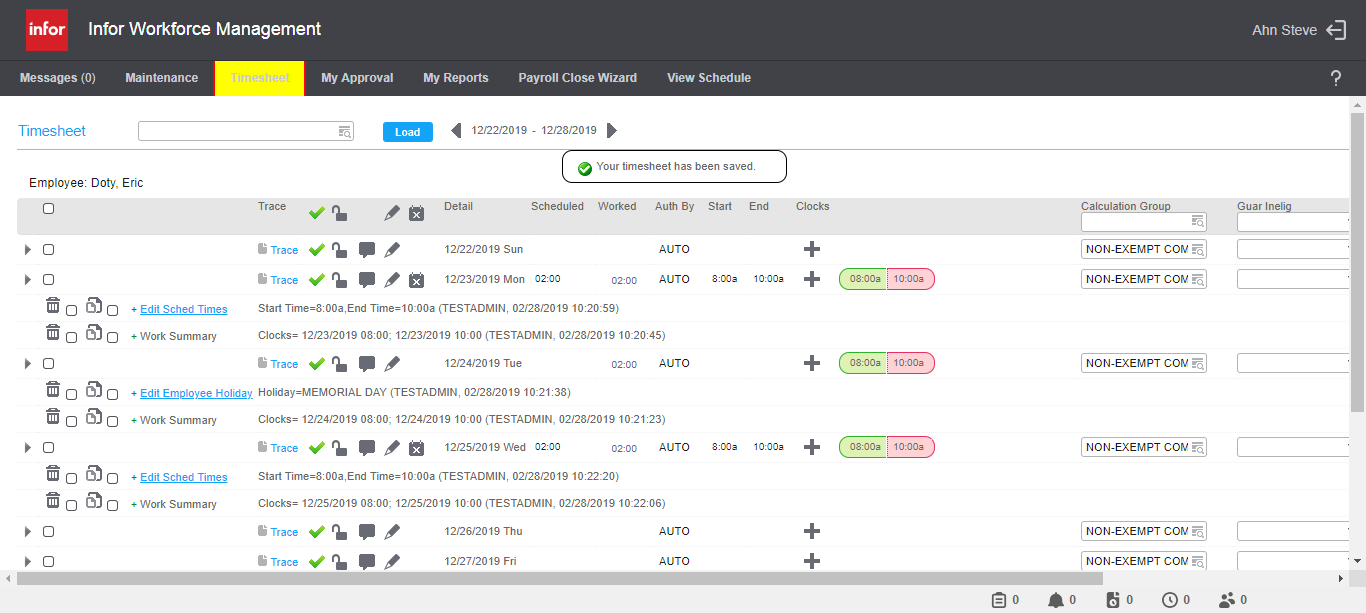 infor Infor Workforce Management Ahn Steve
Messages (0) Maintenance Timesheet My Approval My Reports Payroll Close Wizard View Schedule ?
Timesheet Load 12/22/2019 - 12/28/2019
Your timesheet has been saved.
Employee: Doty, Eric
Trace Detail Scheduled Worked Auth By Start End Clocks Calculation Group Guar Inelig
Trace 12/22/2019 Sun AUTO NON-EXEMPT COM
Trace 12/23/2019 Mon 02:00 02:00 AUTO 8:00a 10:00a 08:00a 10:00a NON-EXEMPT COM
+ Edit Sched Times Start Time=8:00a,End Time=10:00a (TESTADMIN, 02/28/2019 10:20:59)
+ Work Summary Clocks= 12/23/2019 08:00; 12/23/2019 10:00 (TESTADMIN, 02/28/2019 10:20:45)
Trace 12/24/2019 Tue 02:00 AUTO 08:00a 10:00a NON-EXEMPT COM
+ Edit Employee Holiday Holiday=MEMORIAL DAY (TESTADMIN, 02/28/2019 10:21:38)
+ Work Summary Clocks= 12/24/2019 08:00; 12/24/2019 10:00 (TESTADMIN, 02/28/2019 10:21:23)
Trace 12/25/2019 Wed 02:00 02:00 AUTO 8:00a 10:00a 08:00a 10:00a NON-EXEMPT COM
+ Edit Sched Times Start Time=8:00a,End Time=10:00a (TESTADMIN, 02/28/2019 10:22:20)
+ Work Summary Clocks= 12/25/2019 08:00; 12/25/2019 10:00 (TESTADMIN, 02/28/2019 10:22:06)
Trace 12/26/2019 Thu AUTO NON-EXEMPT COM
Trace 12/27/2019 Fri AUTO NON-EXEMPT COM
0 0 0 0 0